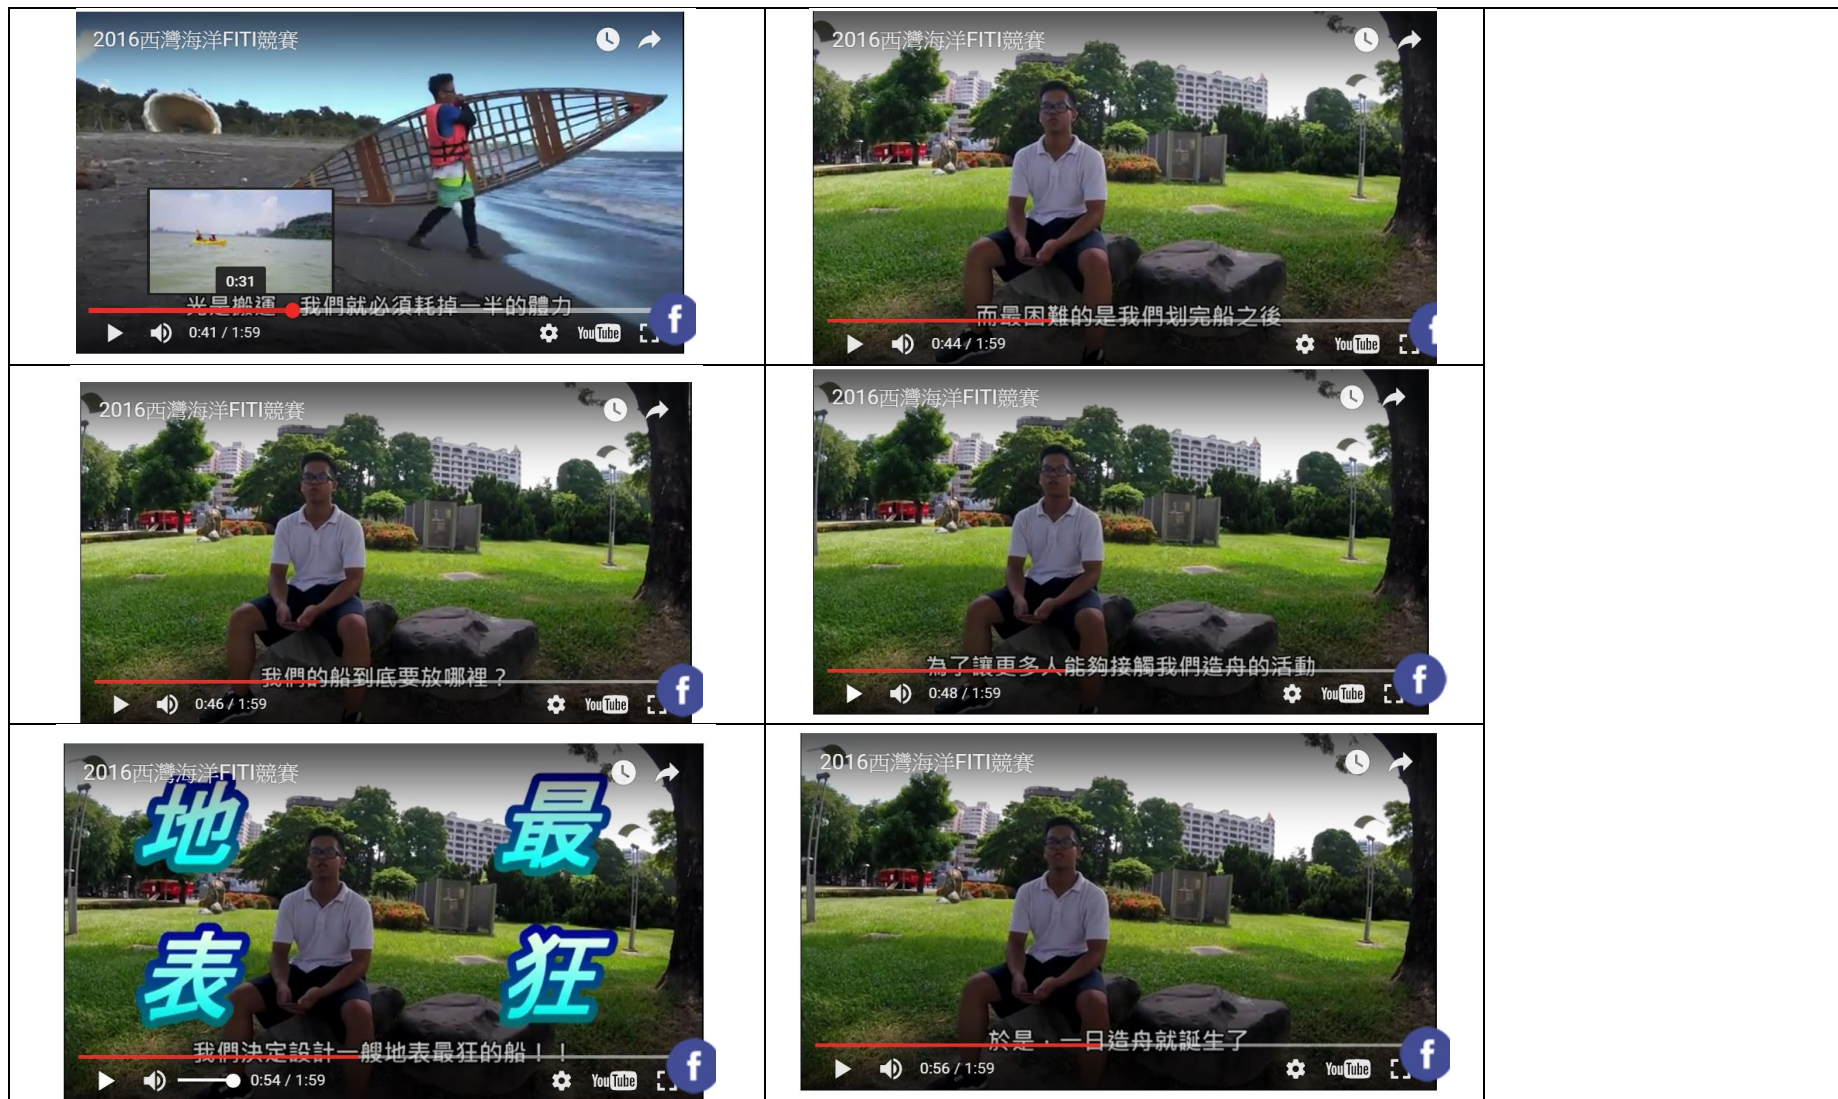 2016西灣海洋FITI競賽
0:31
光是搬運 我們就必須耗掉一半的體力
0:41 / 1:59
YouTube
f
2016西灣海洋FITI競賽
而最困難的是我們划完船之後
0:44 / 1:59
YouTube
f
2016西灣海洋FITI競賽
我們的船到底要放哪裡？
0:46 / 1:59
YouTube
f
2016西灣海洋FITI競賽
為了讓更多人能夠接觸我們造舟的活動
0:48 / 1:59
YouTube
f
2016西灣海洋FITI競賽
地 最
表 狂
我們決定設計一艘地表最狂的船！！
0:54 / 1:59
YouTube
f
2016西灣海洋FITI競賽
於是，一日造舟就誕生了
0:56 / 1:59
YouTube
f